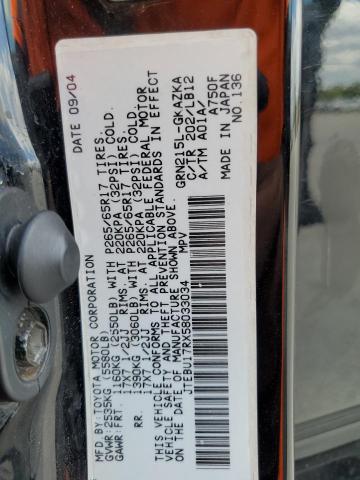 MFD. BY: TOYOTA MOTOR CORPORATION DATE 09/04
GVWR: 2535KG (5580LB)
GAWR: FRT. 1160KG (2550LB) WITH P265/65R17 TIRES.
17X7 1/2JJ RIMS. AT 220KPA (32PSI) COLD.
RR. 1390KG (3060LB) WITH P265/65R17 TIRES.
17X7 1/2JJ RIMS. AT 220KPA (32PSI) COLD.
THIS VEHICLE CONFORMS TO ALL APPLICABLE FEDERAL MOTOR
VEHICLE SAFETY AND THEFT PREVENTION STANDARDS IN EFFECT
ON THE DATE OF MANUFACTURE SHOWN ABOVE.
JTEBU17RX58033034 MPV
GRN215L-GKAZKA
C/TR 202/LB12
A/TM A01A/ A750F
MADE IN JAPAN
NO. 136